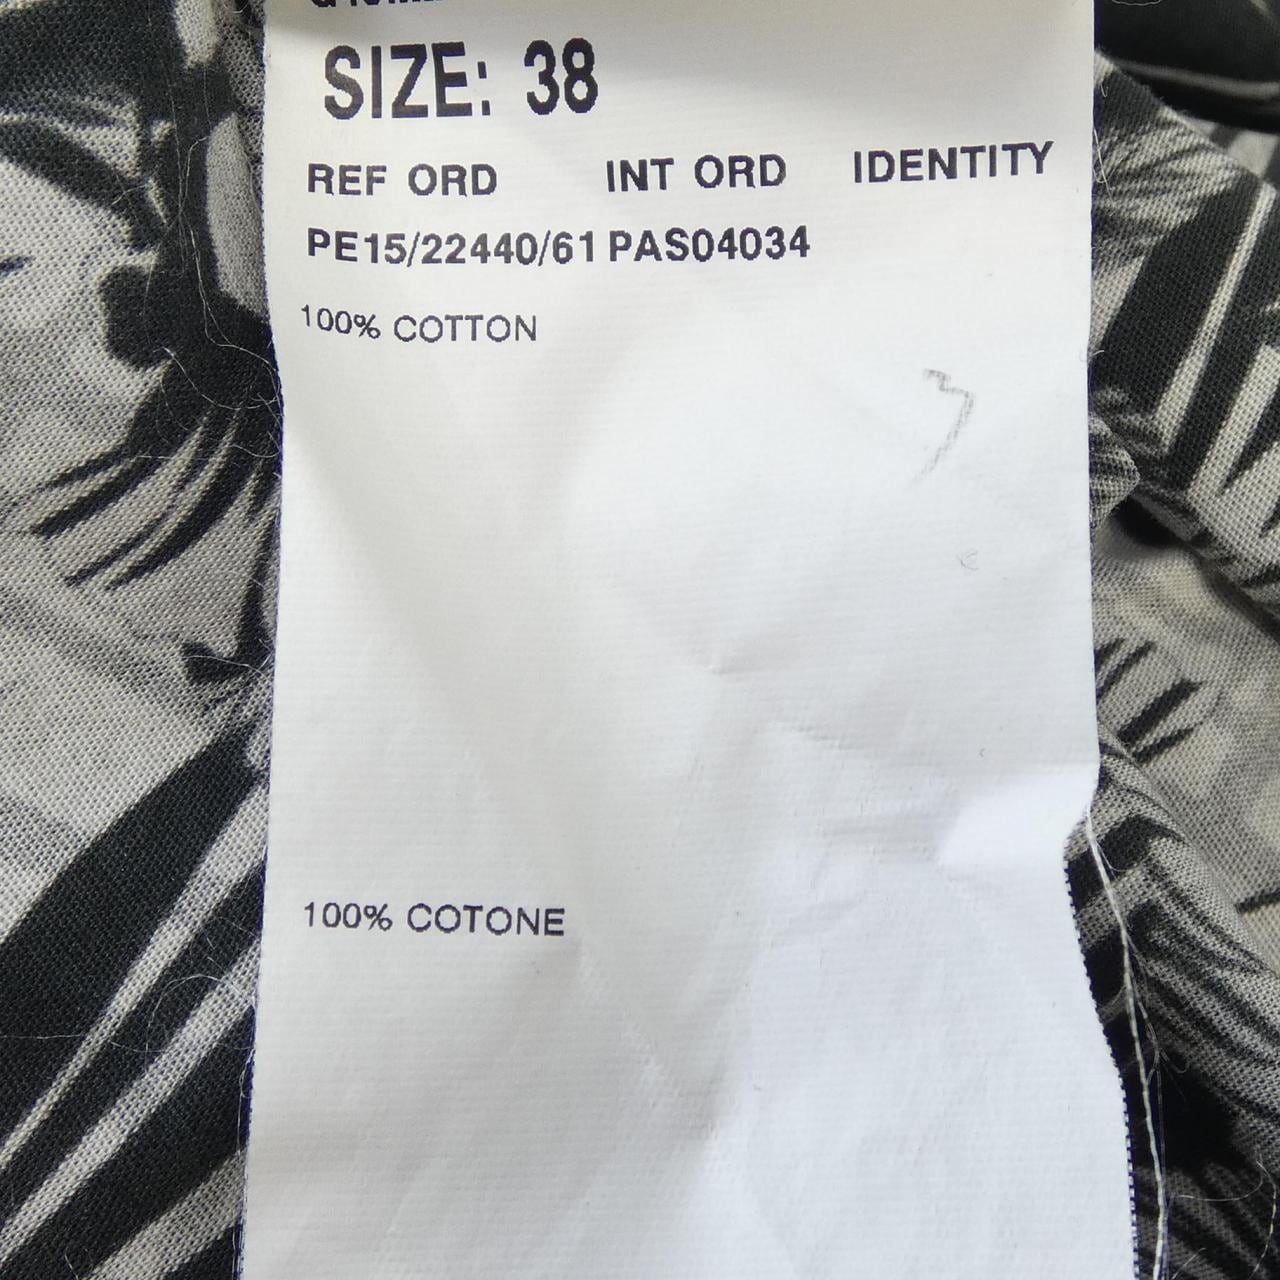 SIZE: 38
REF ORD INT ORD IDENTITY
PE15/22440/61 PAS04034
100% COTTON
100% COTONE